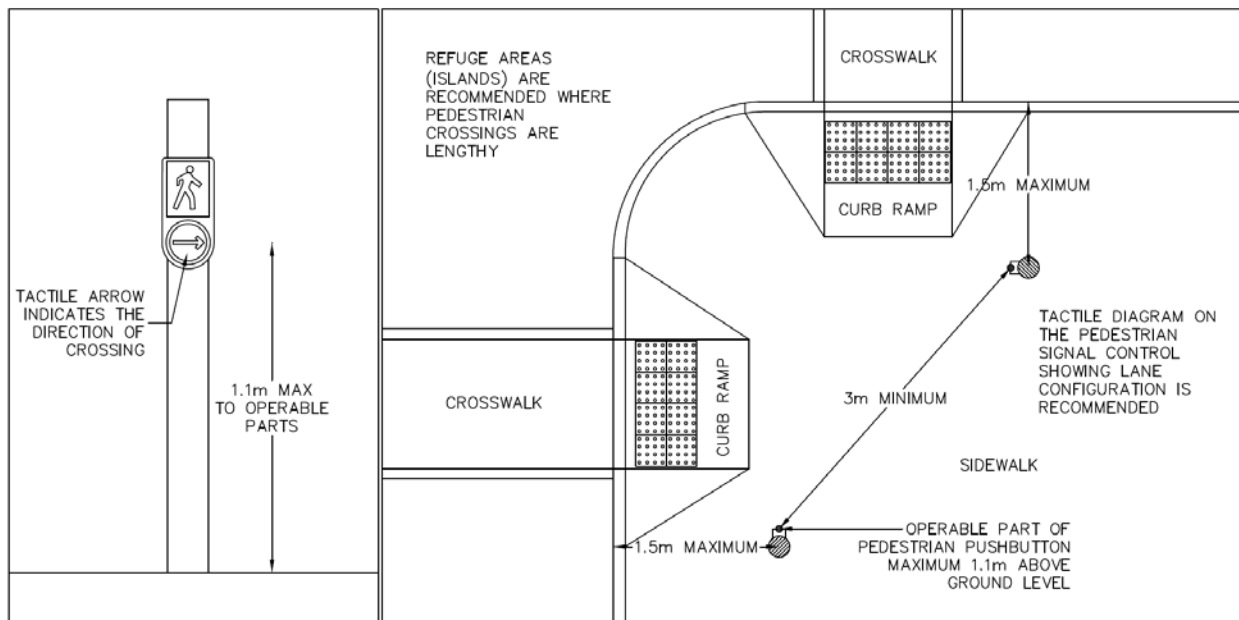 TACTILE ARROW
INDICATES THE
DIRECTION OF
CROSSING
1.1m MAX
TO OPERABLE
PARTS
REFUGE AREAS
(ISLANDS) ARE
RECOMMENDED WHERE
PEDESTRIAN
CROSSINGS ARE
LENGTHY
CROSSWALK
CURB RAMP
1.5m MAXIMUM
TACTILE DIAGRAM ON
THE PEDESTRIAN
SIGNAL CONTROL
SHOWING LANE
CONFIGURATION IS
RECOMMENDED
3m MINIMUM
CROSSWALK
CURB RAMP
SIDEWALK
1.5m MAXIMUM
OPERABLE PART OF
PEDESTRIAN PUSHBUTTON
MAXIMUM 1.1m ABOVE
GROUND LEVEL